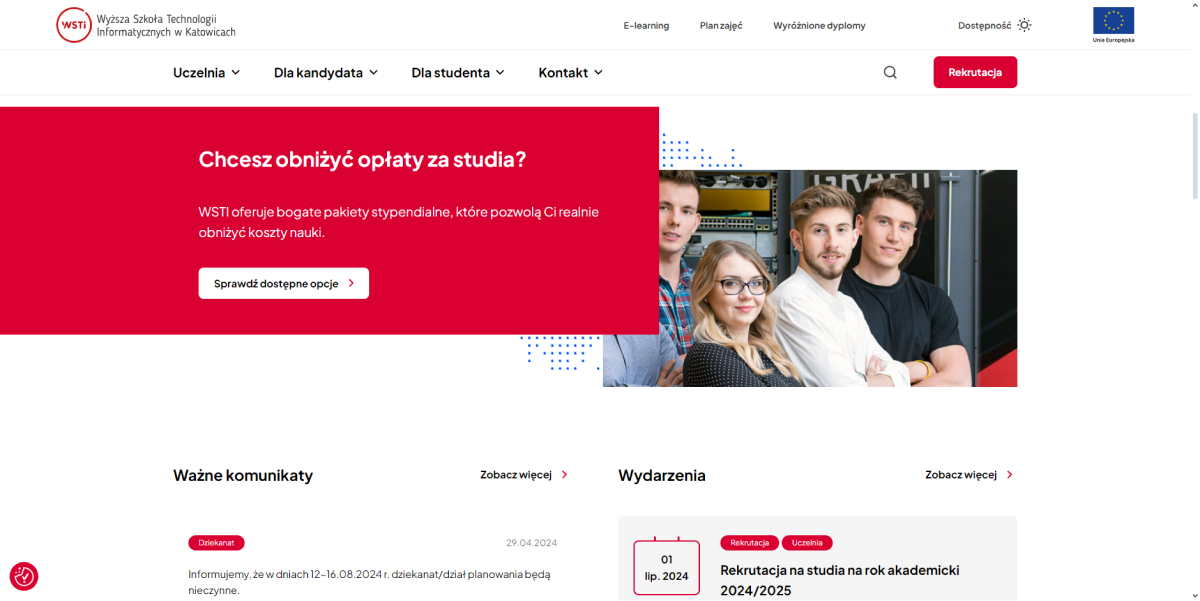 WSTi
Wyższa Szkoła Technologii
Informatycznych w Katowicach
E-learning
Plan zajęć
Wyróżnione dyplomy
Dostępność
Unia Europejska
Uczelnia
Dla kandydata
Dla studenta
Kontakt
Rekrutacja
Chcesz obniżyć opłaty za studia?
WSTI oferuje bogate pakiety stypendialne, które pozwolą Ci realnie
obniżyć koszty nauki.
Sprawdź dostępne opcje
Ważne komunikaty
Zobacz więcej
Dziekanat
29.04.2024
Informujemy, że w dniach 12-16.08.2024 r. dziekanat/dział planowania będą
nieczynne.
Wydarzenia
Zobacz więcej
01
lip. 2024
Rekrutacja
Uczelnia
Rekrutacja na studia na rok akademicki
2024/2025